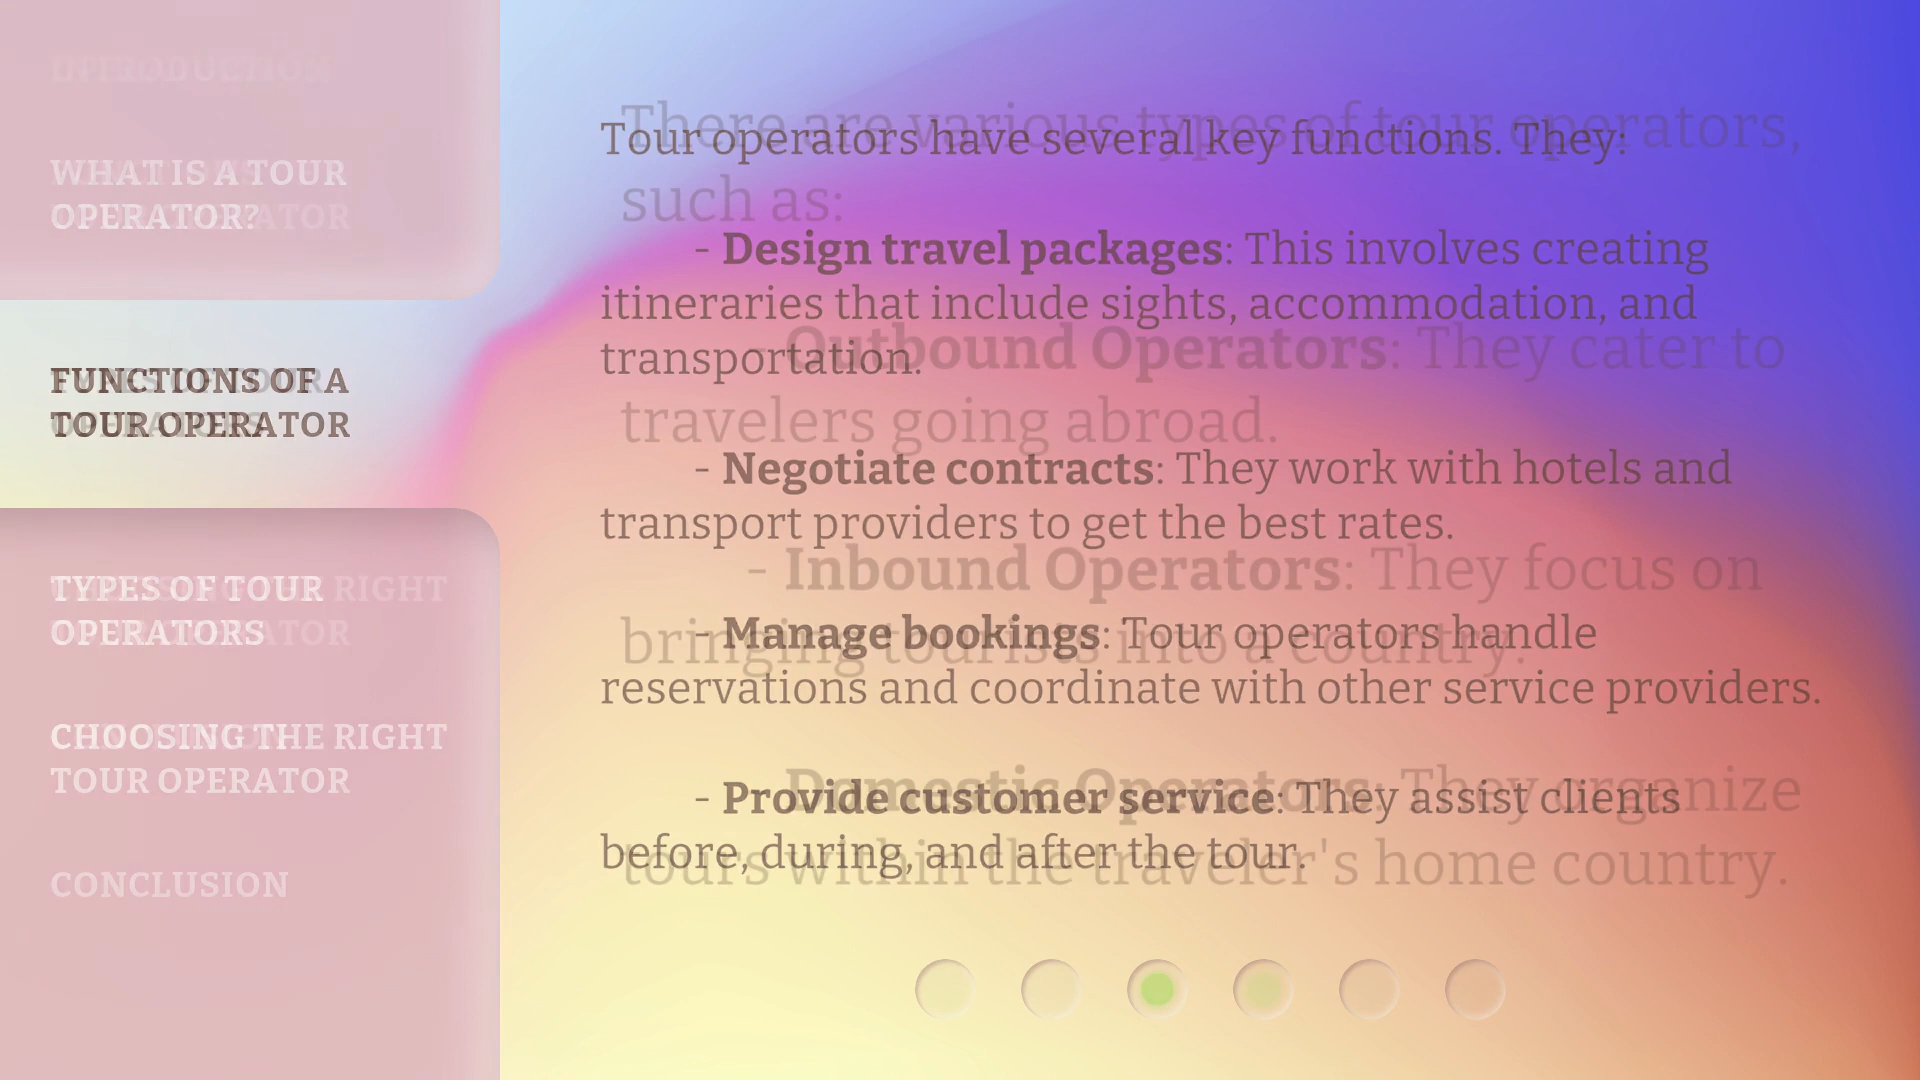 INTRODUCTION
WHAT IS A TOUR
OPERATOR?
FUNCTIONS OF A
TOUR OPERATOR
TYPES OF TOUR
OPERATORS
CHOOSING THE RIGHT
TOUR OPERATOR
CONCLUSION
Tour operators have several key functions. They:
- Design travel packages: This involves creating
itineraries that include sights, accommodation, and
transportation.
- Negotiate contracts: They work with hotels and
transport providers to get the best rates.
- Manage bookings: Tour operators handle
reservations and coordinate with other service providers.
- Provide customer service: They assist clients
before, during, and after the tour.
There are various types of tour operators,
such as:
- Outbound Operators: They cater to
travelers going abroad.
- Inbound Operators: They focus on
bringing tourists into a country.
- Domestic Operators: They organize
tours within the traveler's home country.